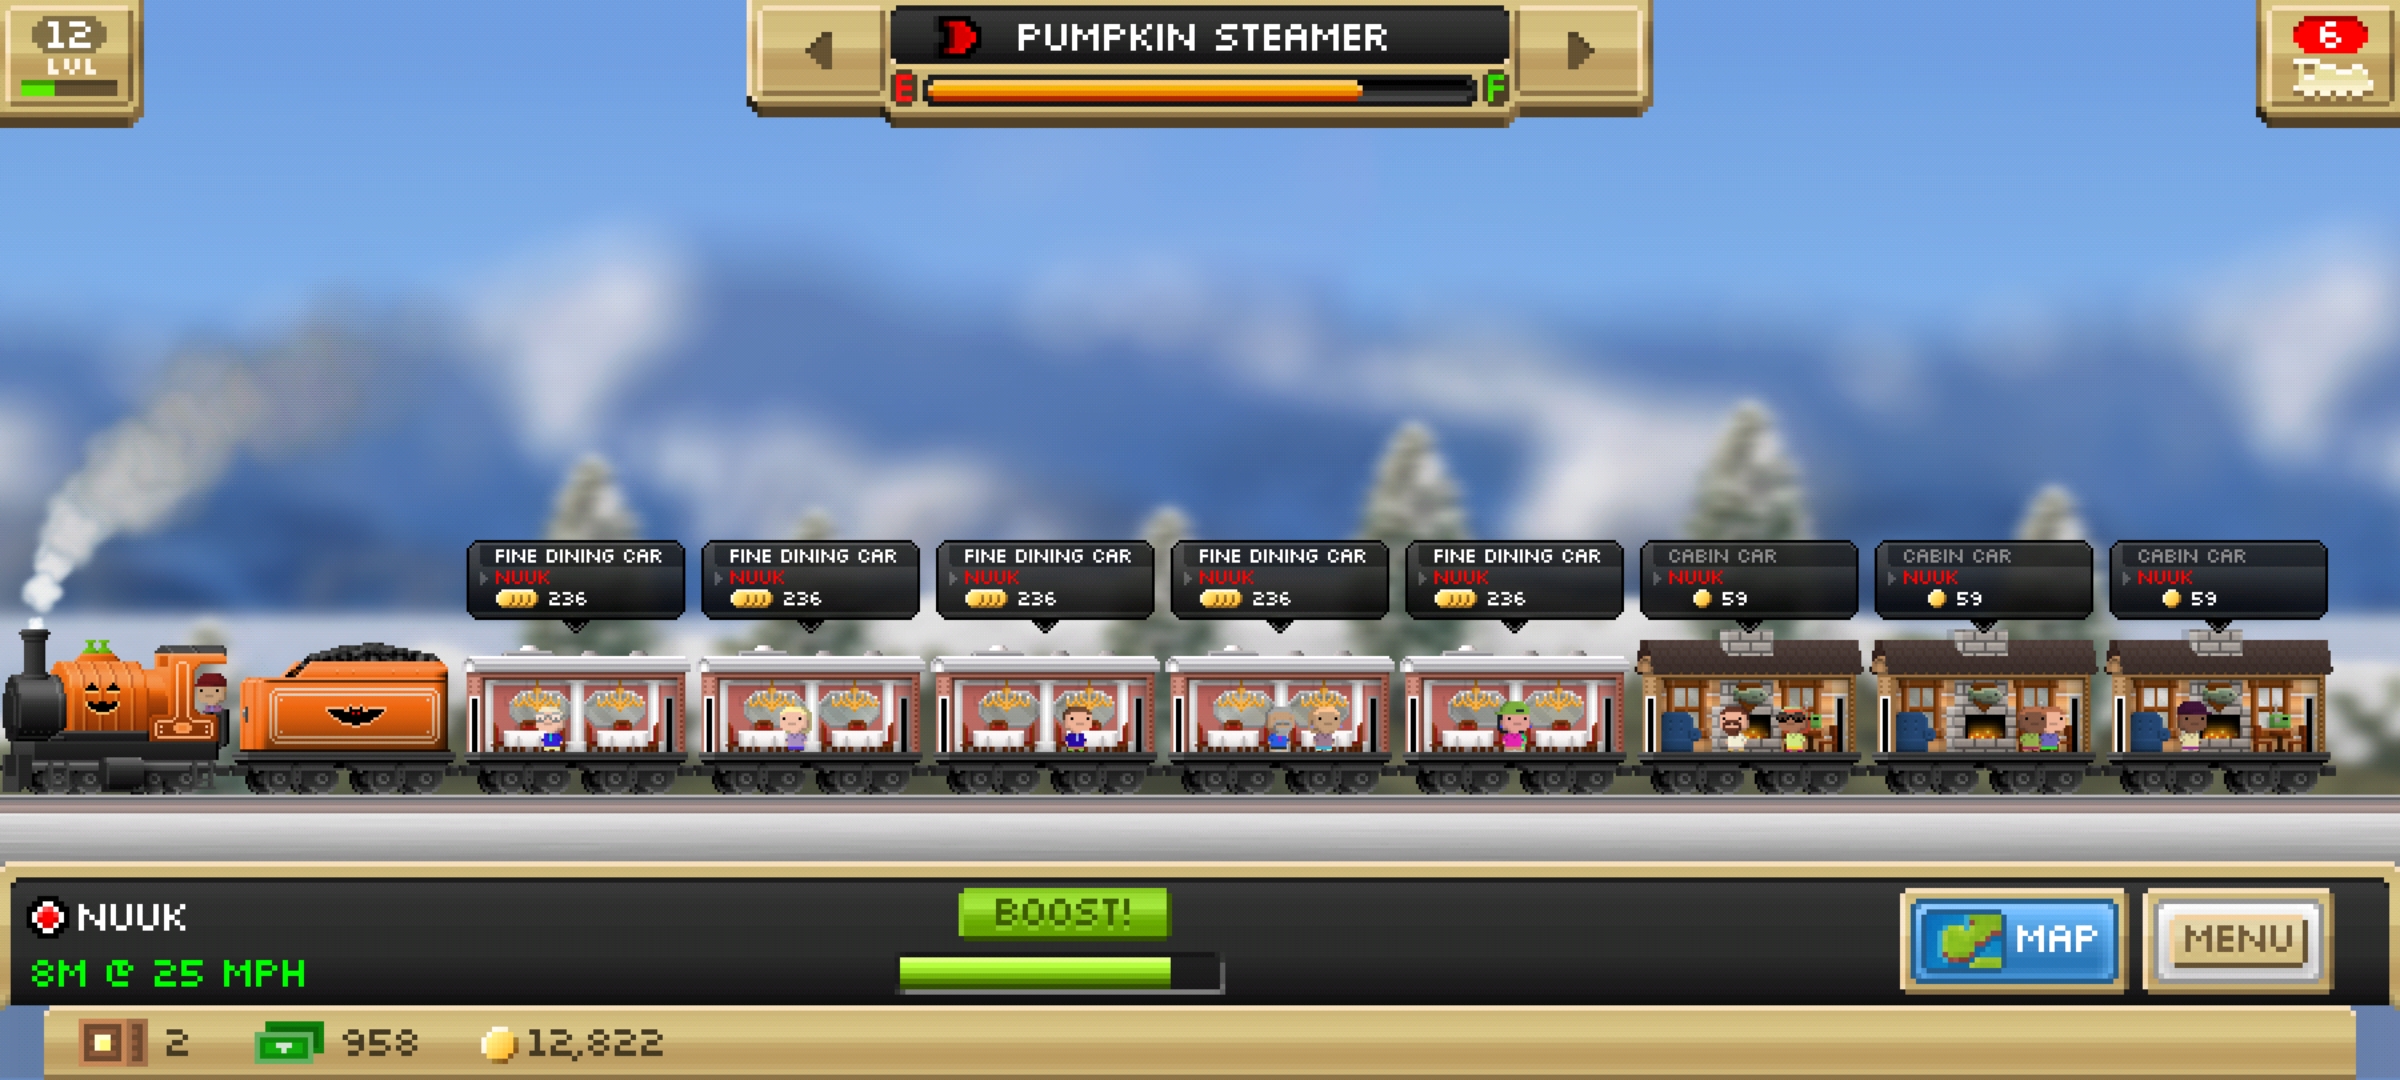 12
LVL
PUMPKIN STEAMER
E
F
6
FINE DINING CAR
NUUK
236
FINE DINING CAR
NUUK
236
FINE DINING CAR
NUUK
236
FINE DINING CAR
NUUK
236
FINE DINING CAR
NUUK
236
CABIN CAR
NUUK
59
CABIN CAR
NUUK
59
CABIN CAR
NUUK
59
NUUK
8M @ 25 MPH
BOOST!
MAP
MENU
2
958
12,822